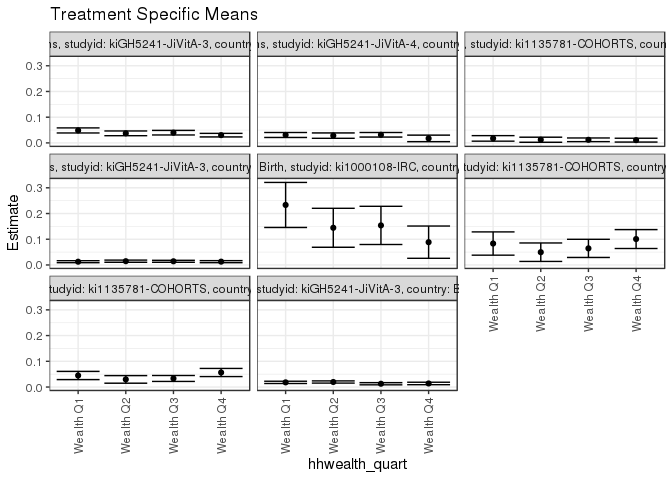 Treatment Specific Means
s, studyid: kiGH5241-JiVitA-3, country
s, studyid: kiGH5241-JiVitA-4, country
, studyid: ki1135781-COHORTS, coun
0.3
0.2
0.1
0.0
s, studyid: kiGH5241-JiVitA-3, country
Birth, studyid: ki1000108-IRC, country
tudyid: ki1135781-COHORTS, country
0.3
0.2
0.1
0.0
tudyid: ki1135781-COHORTS, country
studyid: kiGH5241-JiVitA-3, country: B
0.3
0.2
0.1
0.0
Wealth Q1
Wealth Q2
Wealth Q3
Wealth Q4
Wealth Q1
Wealth Q2
Wealth Q3
Wealth Q4
Wealth Q1
Wealth Q2
Wealth Q3
Wealth Q4
Estimate
hhwealth_quart